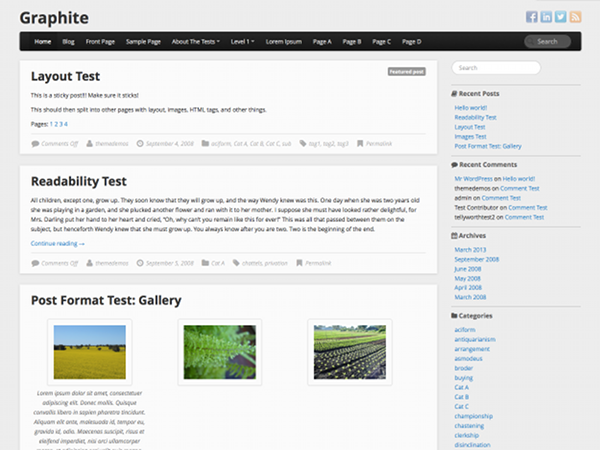 Graphite
Home Blog Front Page Sample Page About The Tests Level 1 Lorem Ipsum Page A Page B Page C Page D Search
Featured post
Layout Test
This is a sticky post!! Make sure it sticks!
This should then split into other pages with layout, images, HTML tags, and other things.
Pages: 1 2 3 4
Comments Off themedemos September 4, 2008 aciform, Cat A, Cat B, Cat C, sub tag1, tag2, tag3 Permalink
Readability Test
All children, except one, grow up. They soon know that they will grow up, and the way Wendy knew was this. One day when she was two years old
she was playing in a garden, and she plucked another flower and ran with it to her mother. I suppose she must have looked rather delightful, for
Mrs. Darling put her hand to her heart and cried, "Oh, why can't you remain like this for ever!" This was all that passed between them on the
subject, but henceforth Wendy knew that she must grow up. You always know after you are two. Two is the beginning of the end.
Continue reading →
Comments Off themedemos September 5, 2008 Cat A chattels, privation Permalink
Post Format Test: Gallery
Lorem ipsum dolor sit amet, consectetuer
adipiscing elit. Donec mollis. Quisque
convallis libero in sapien pharetra tincidunt.
Aliquam elit ante, malesuada id, tempor eu,
gravida id, odio. Maecenas suscipit, risus et
eleifend imperdiet, nisi orci ullamcorper
Search
Recent Posts
Hello world!
Readability Test
Layout Test
Images Test
Post Format Test: Gallery
Recent Comments
Mr WordPress on Hello world!
themedemos on Comment Test
admin on Comment Test
Test Contributor on Comment Test
tellyworthtest2 on Comment Test
Archives
March 2013
September 2008
June 2008
May 2008
April 2008
March 2008
Categories
aciform
antiquarianism
arrangement
asmodeus
broder
buying
Cat A
Cat B
Cat C
championship
chastening
clerkship
disinclination